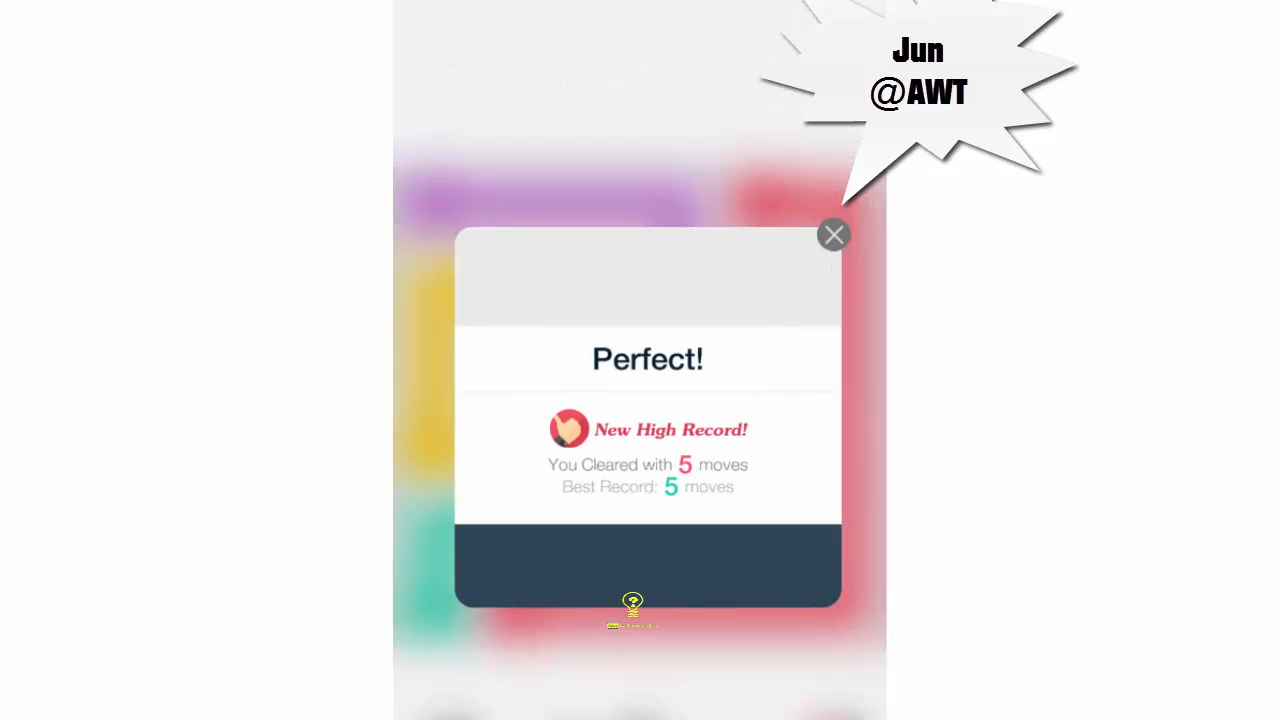 Jun
@AWT
Perfect!
New High Record!
You Cleared with 5 moves
Best Record: 5 moves